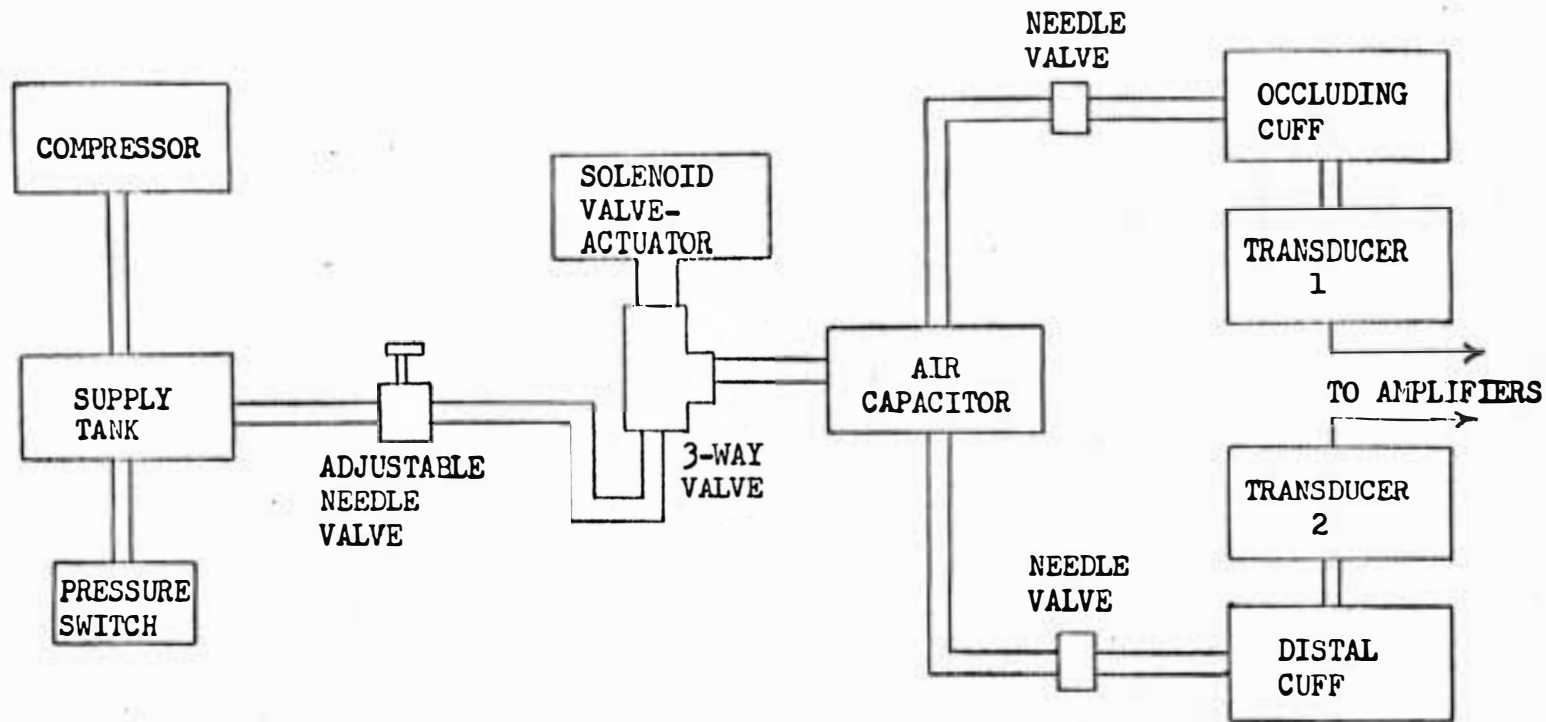 COMPRESSOR
SUPPLY
TANK
PRESSURE
SWITCH
ADJUSTABLE
NEEDLE
VALVE
SOLENOID
VALVE-
ACTUATOR
3-WAY
VALVE
AIR
CAPACITOR
NEEDLE
VALVE
OCCLUDING
CUFF
TRANSDUCER
1
TO AMPLIFIERS
TRANSDUCER
2
NEEDLE
VALVE
DISTAL
CUFF